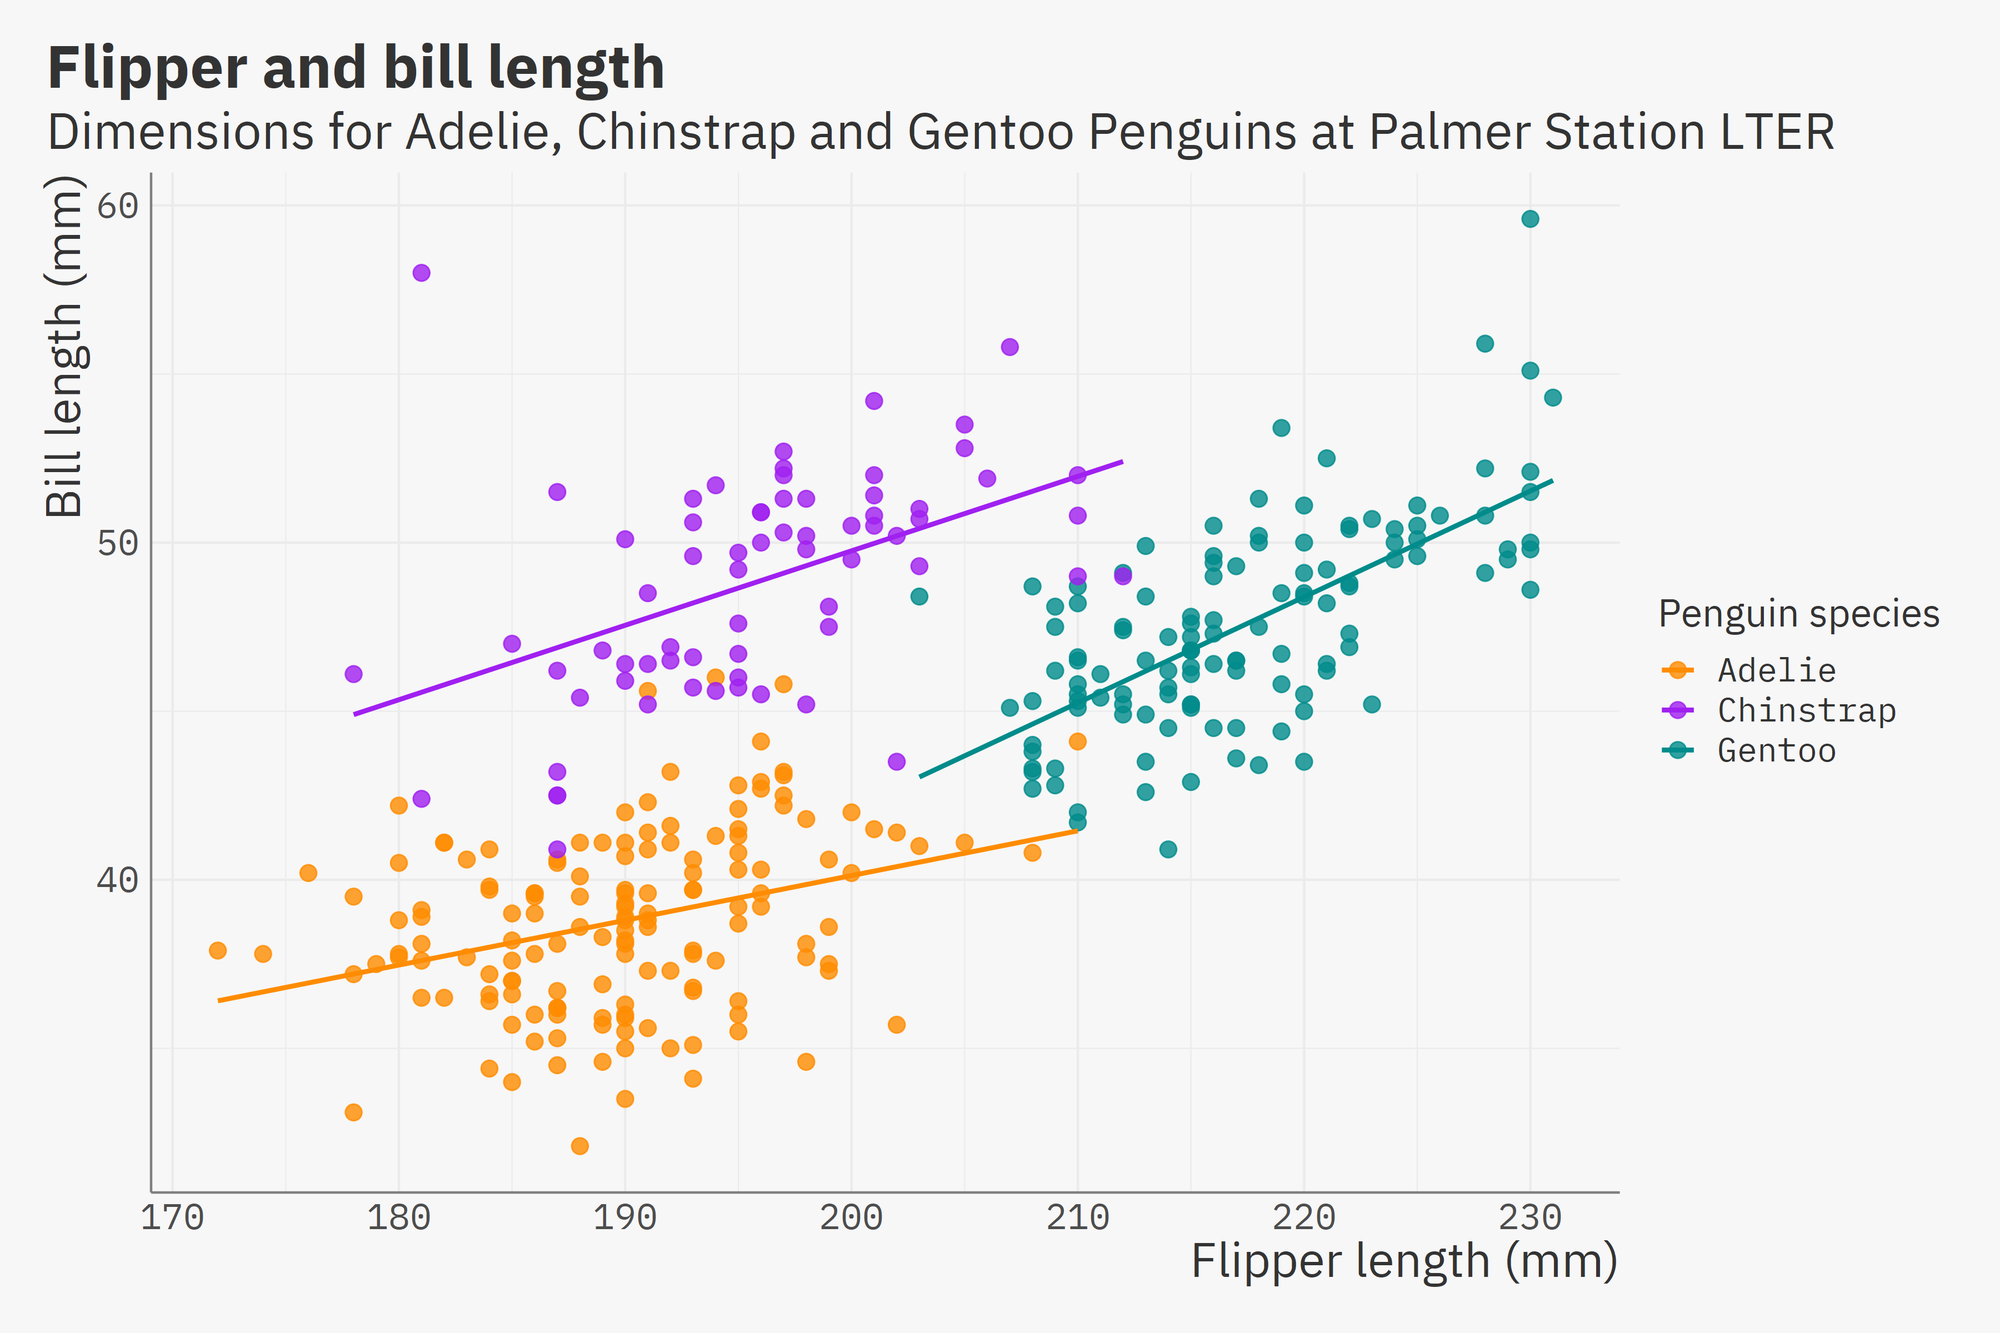 Flipper and bill length
Dimensions for Adelie, Chinstrap and Gentoo Penguins at Palmer Station LTER
Bill length (mm)
60
50
40
170 180 190 200 210 220 230
Flipper length (mm)
Penguin species
Adelie
Chinstrap
Gentoo